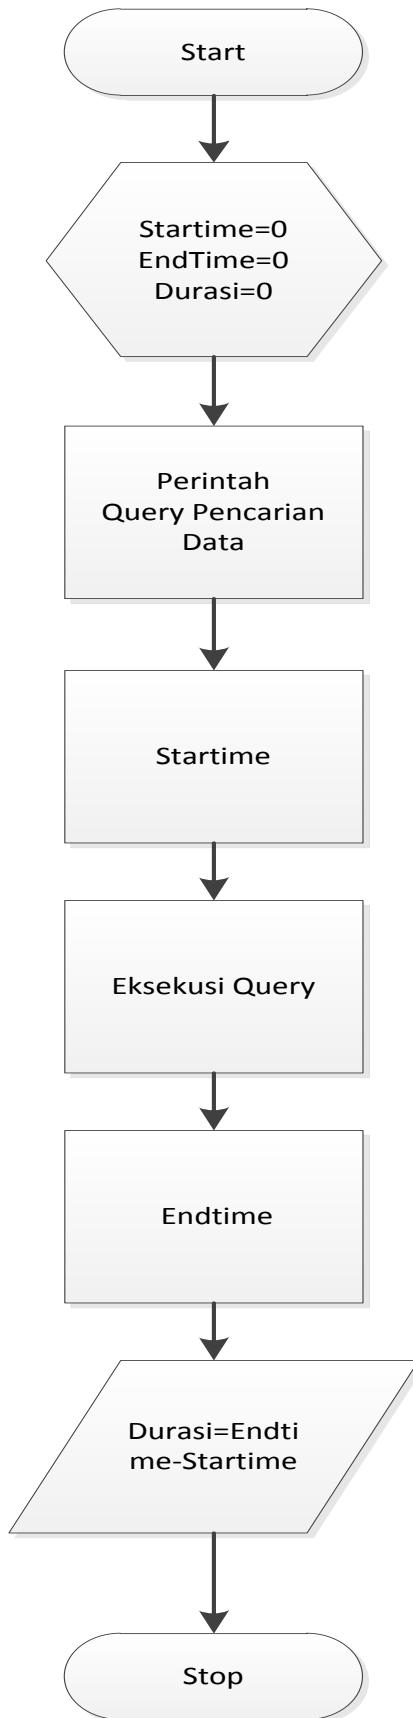 Start
Startime=0
EndTime=0
Durasi=0
Perintah
Query Pencarian
Data
Startime
Eksekusi Query
Endtime
Durasi=Endti
me-Startime
Stop